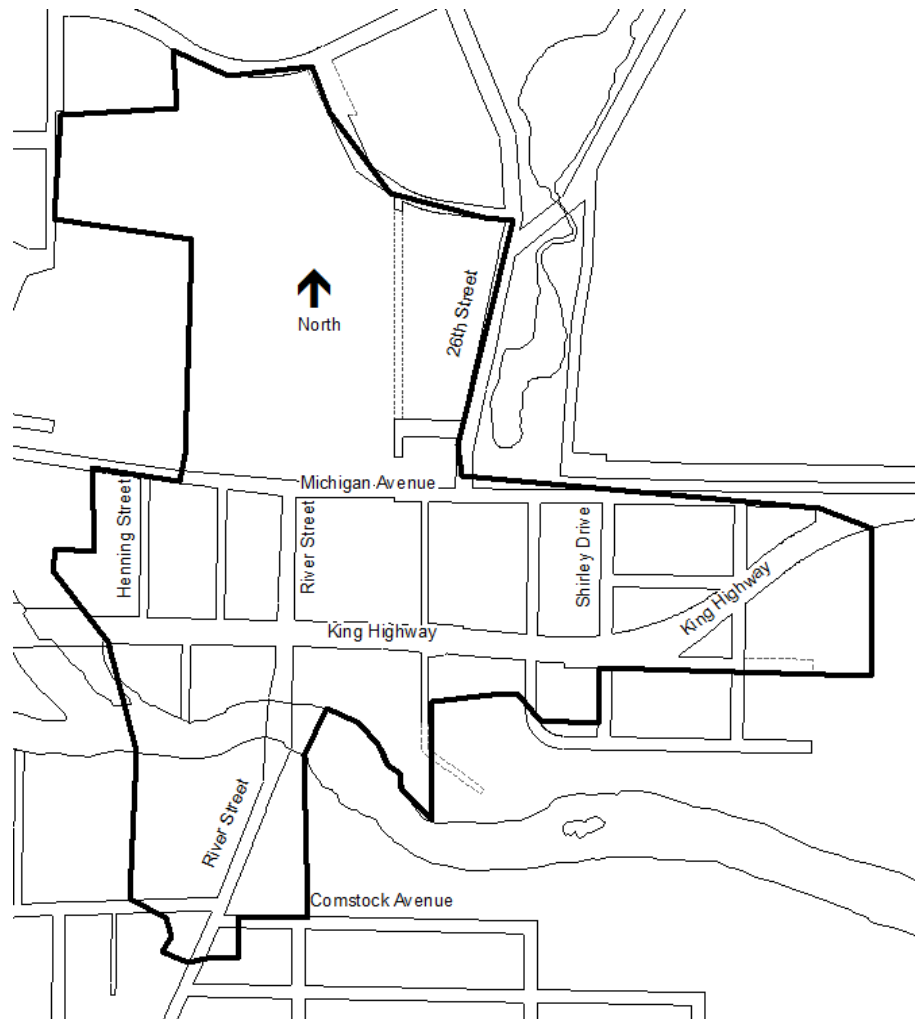 North
26th Street
Michigan Avenue
Henning Street
River Street
Shirley Drive
King Highway
King Highway
River Street
Comstock Avenue